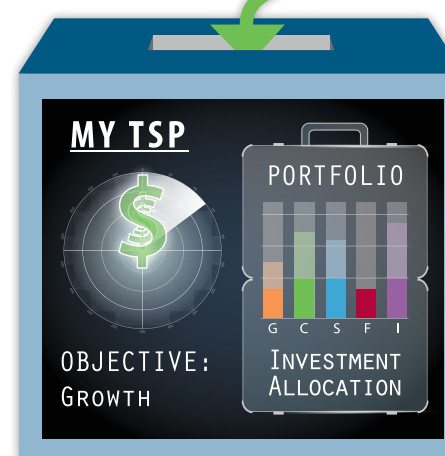 MY TSP
$
OBJECTIVE:
GROWTH
PORTFOLIO
G C S F I
INVESTMENT
ALLOCATION